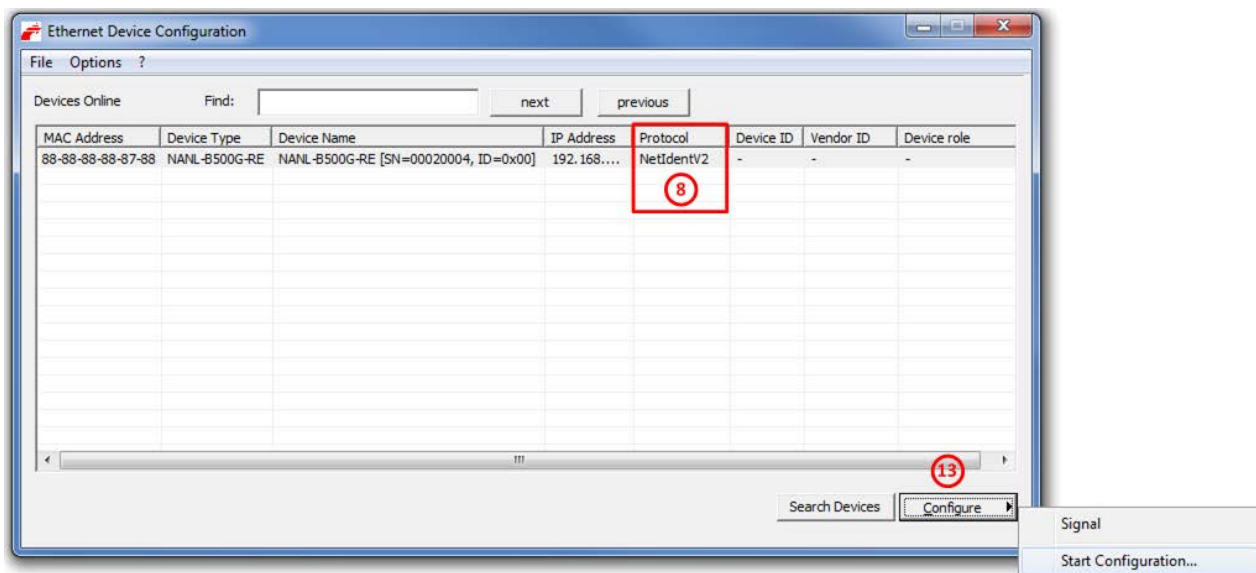 Ethernet Device Configuration
File Options ?
Devices Online Find: next previous
MAC Address Device Type Device Name IP Address Protocol Device ID Vendor ID Device role
88-88-88-88-87-88 NANL-B500G-RE NANL-B500G-RE [SN=00020004, ID=0x00] 192.168.... NetIdentV2 - - -
8
13
Search Devices Configure
Signal
Start Configuration...